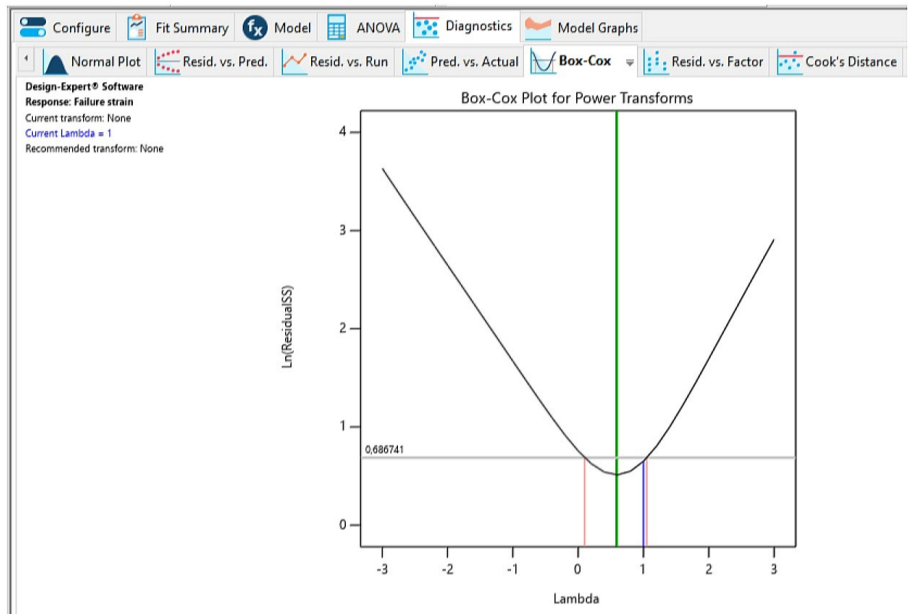 Configure Fit Summary fx Model ANOVA Diagnostics Model Graphs
Normal Plot Resid. vs. Pred. Resid. vs. Run Pred. vs. Actual Box-Cox Resid. vs. Factor Cook's Distance
Design-Expert® Software
Response: Failure strain
Current transform: None
Current Lambda = 1
Recommended transform: None
Box-Cox Plot for Power Transforms
4
3
2
1
0,686741
0
Ln(ResidualSS)
-3 -2 -1 0 1 2 3
Lambda